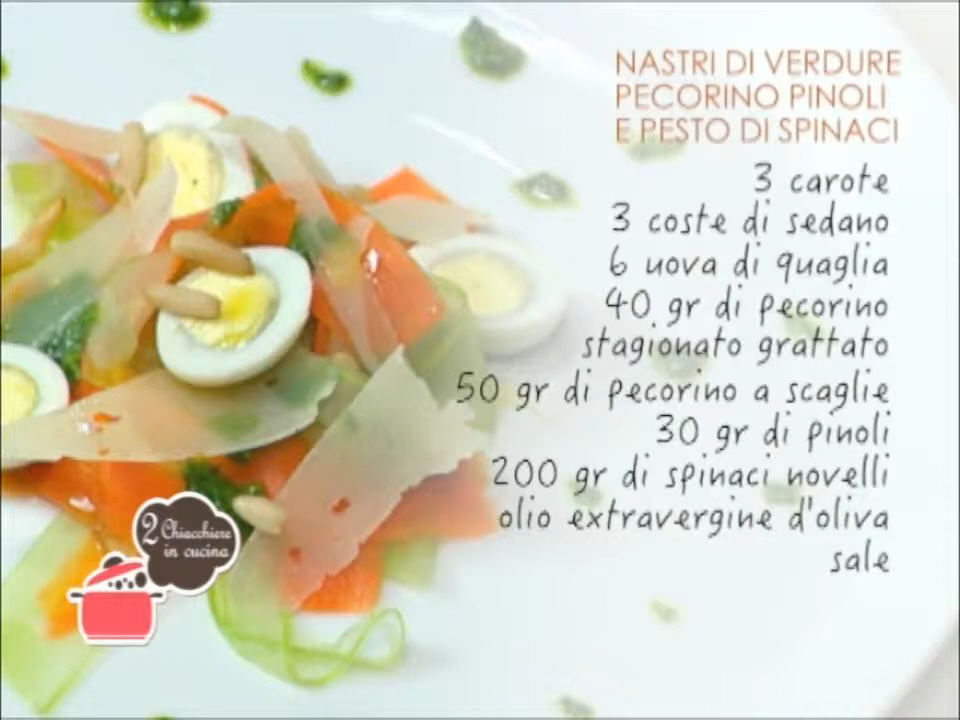 NASTRI DI VERDURE
PECORINO PINOLI
E PESTO DI SPINACI
3 carote
3 coste di sedano
6 uova di quaglia
40 gr di pecorino
stagionato grattato
50 gr di pecorino a scaglie
30 gr di pinoli
200 gr di spinaci novelli
olio extravergine d'oliva
sale
2 Chiacchiere
in cucina